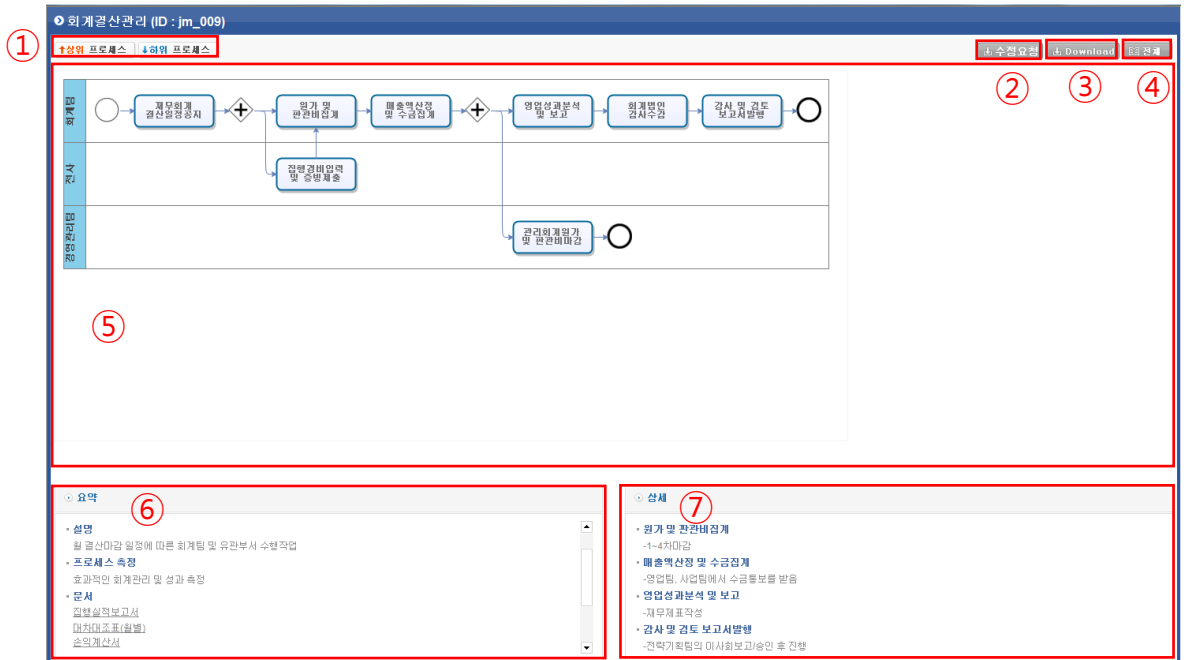 회계결산관리 (ID : jm_009)
①
↑상위 프로세스 ↓하위 프로세스
수정요청
Download
전체
②
③
④
회계팀
재무회계
결산일정공지
원가 및
판관비집계
매출액산정
및 수금집계
영업성과분석
및 보고
회계법인
감사수감
감사 및 검토
보고서발행
전사
집행경비입력
및 증빙제출
경영관리팀
관리회계원가
및 판관비마감
⑤
요약
⑥
설명
월 결산마감 일정에 따른 회계팀 및 유관부서 수행작업
프로세스 측정
효과적인 회계관리 및 성과 측정
문서
집행실적보고서
대차대조표(월별)
손익계산서
상세
⑦
원가 및 판관비집계
-1~4차마감
매출액산정 및 수금집계
-영업팀, 사업팀에서 수금통보를 받음
영업성과분석 및 보고
-재무제표작성
감사 및 검토 보고서발행
-전략기획팀의 이사회보고/승인 후 진행